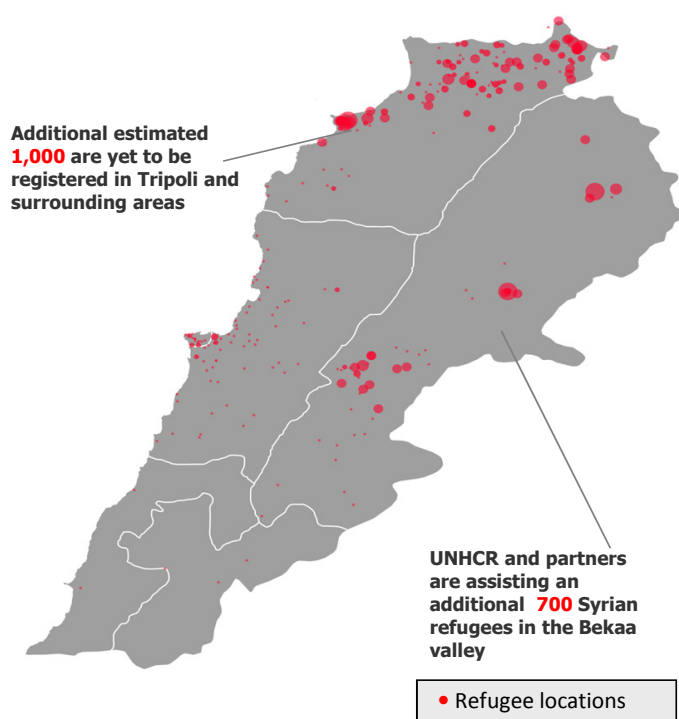 Additional estimated
1,000 are yet to be
registered in Tripoli and
surrounding areas
UNHCR and partners
are assisting an
additional 700 Syrian
refugees in the Bekaa
valley
Refugee locations